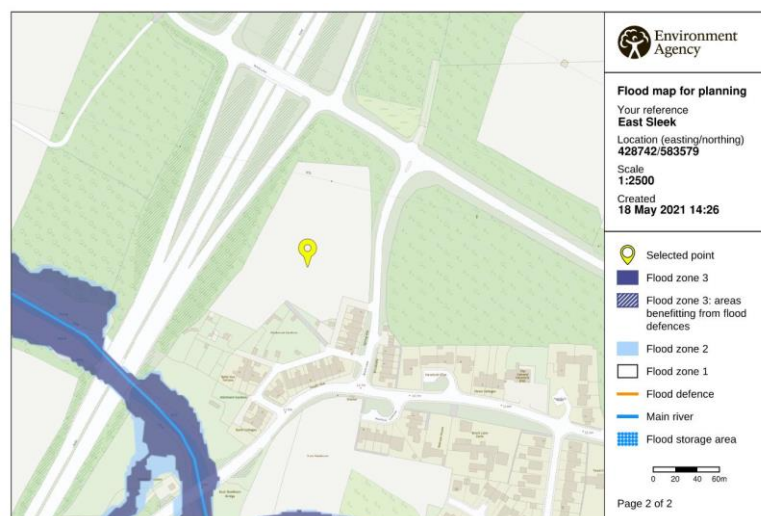 Environment
Agency
Flood map for planning
Your reference
East Sleek
Location (easting/northing)
428742/583579
Scale
1:2500
Created
18 May 2021 14:26
Selected point
Flood zone 3
Flood zone 3: areas
benefitting from flood
defences
Flood zone 2
Flood zone 1
Flood defence
Main river
Flood storage area
0 20 40 60m
Page 2 of 2